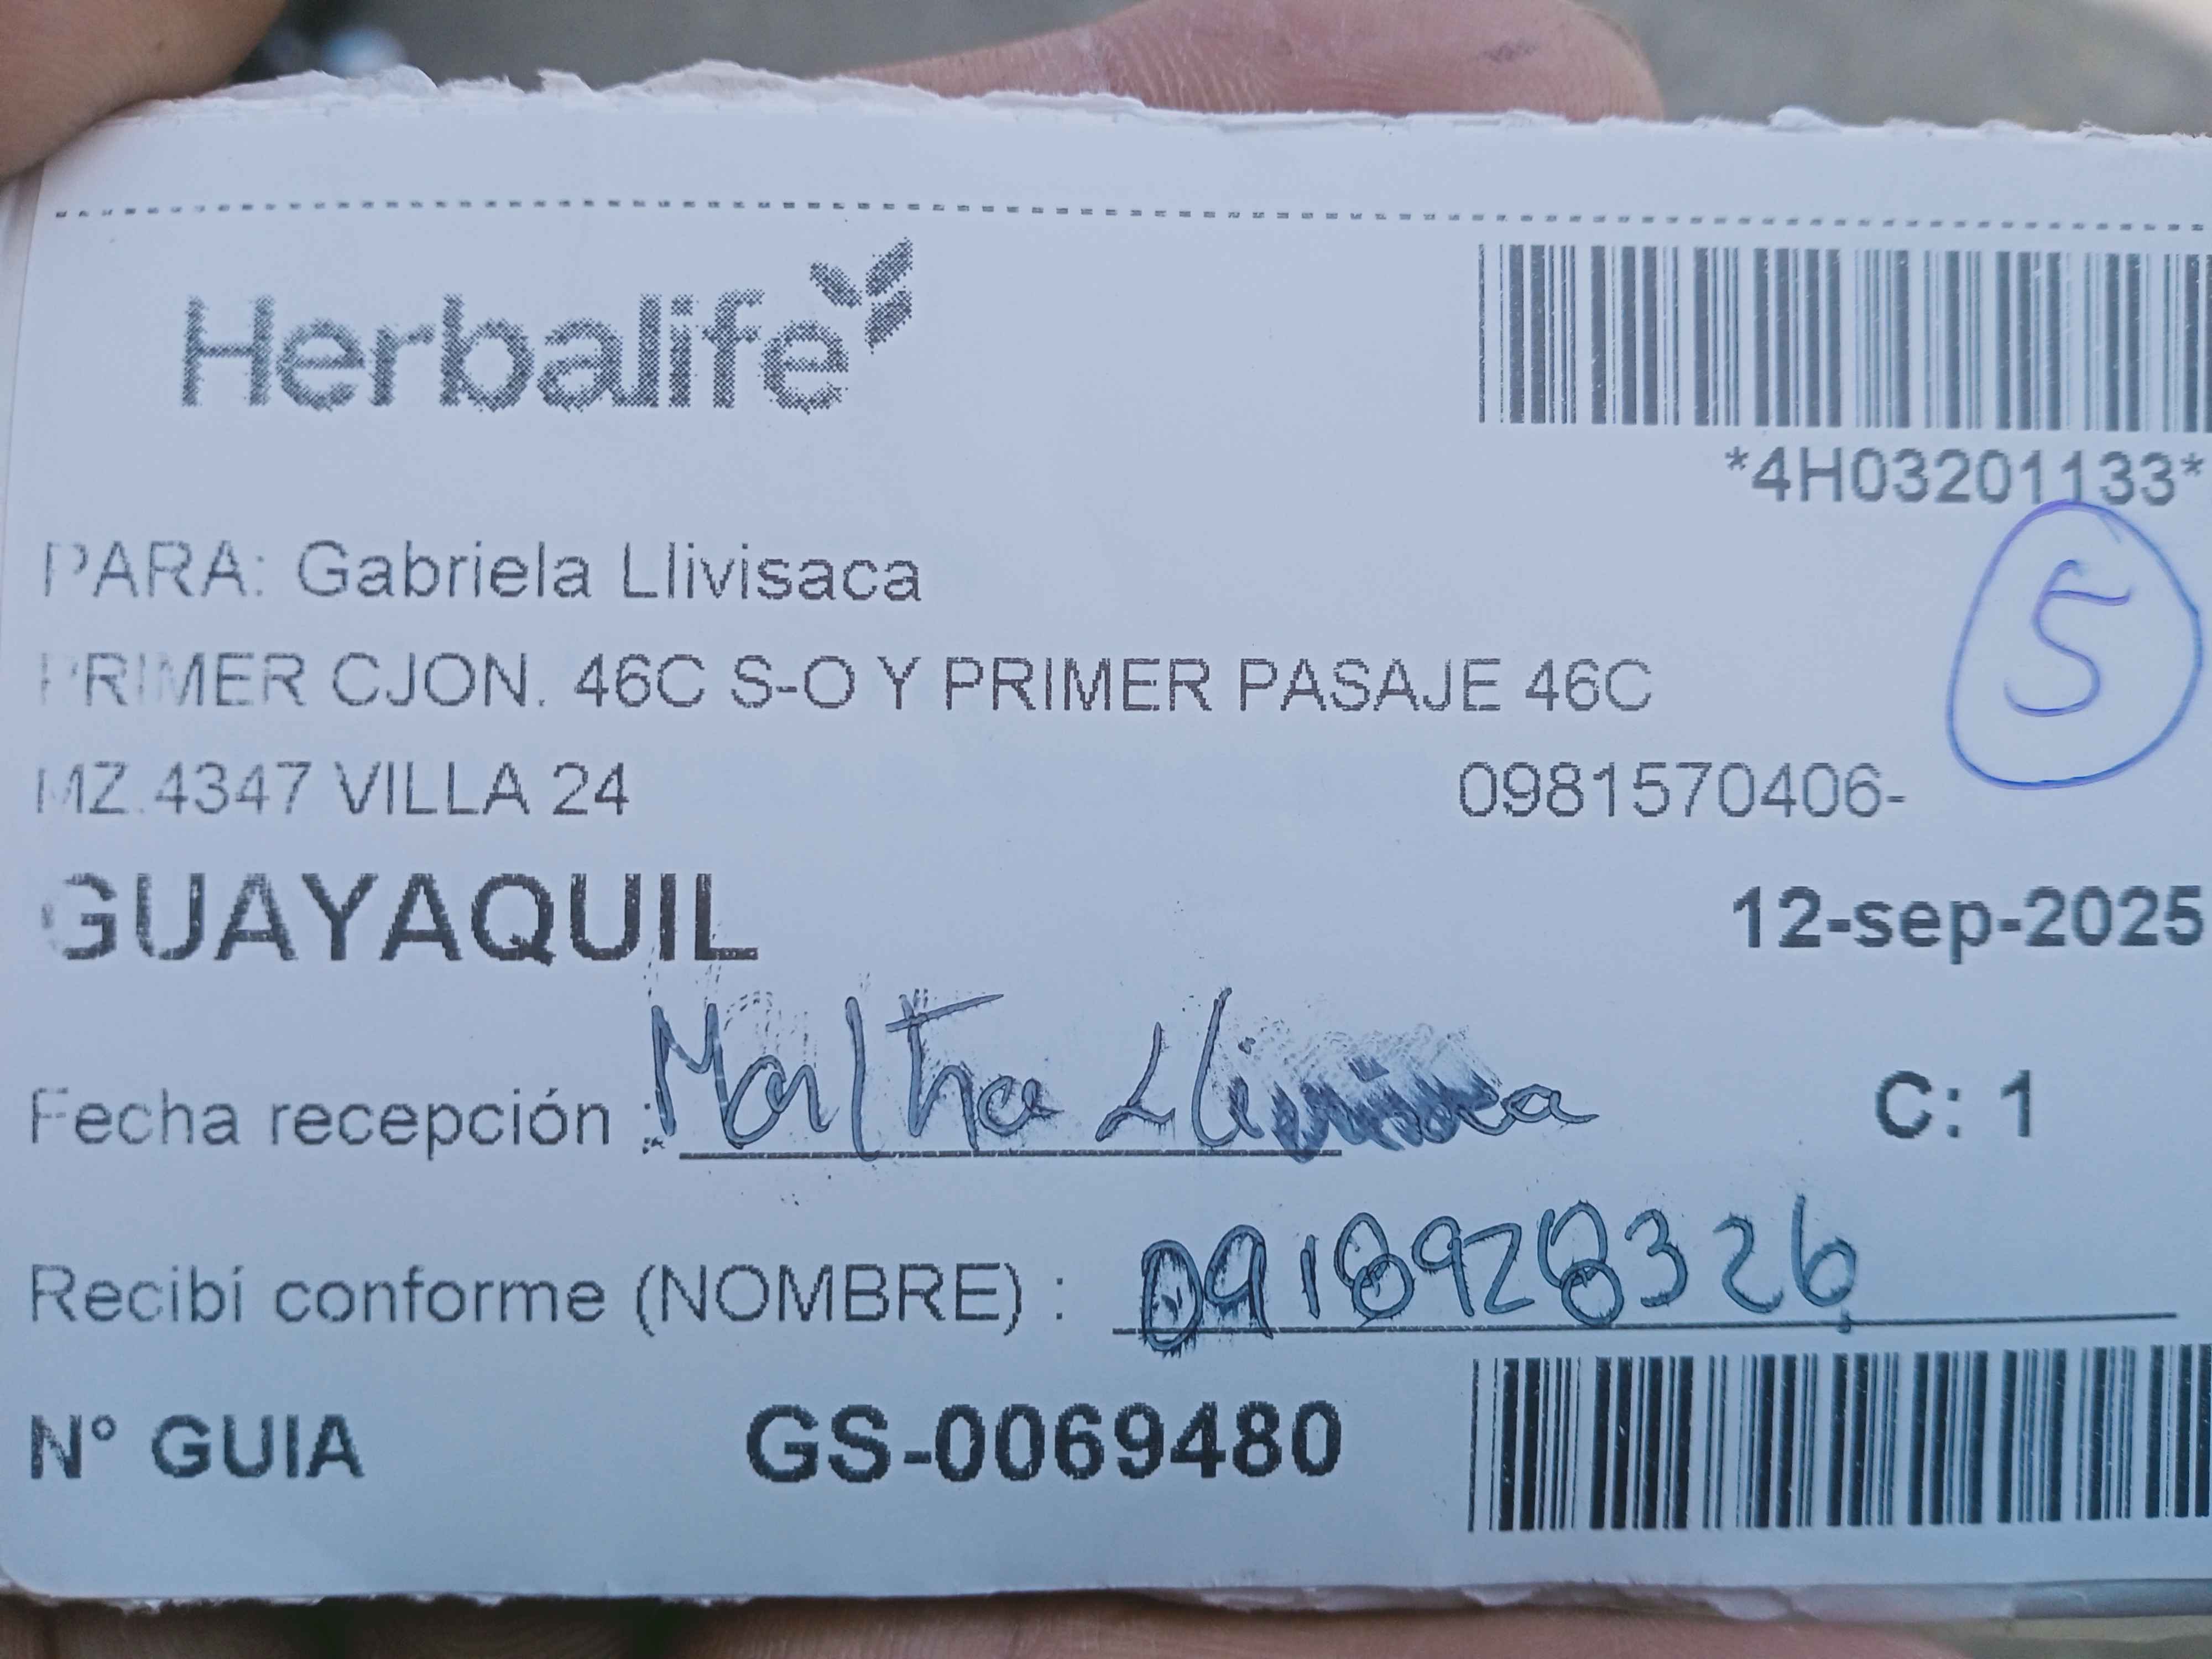 Herbalife
*4H03201133*
PARA: Gabriela Llivisaca
5
PRIMER CJON. 46C S-O Y PRIMER PASAJE 46C
MZ.4347 VILLA 24 0981570406-
GUAYAQUIL
12-sep-2025
Fecha recepción : Martha C: 1
Recibí conforme (NOMBRE) : 0918928326
N° GUIA GS-0069480